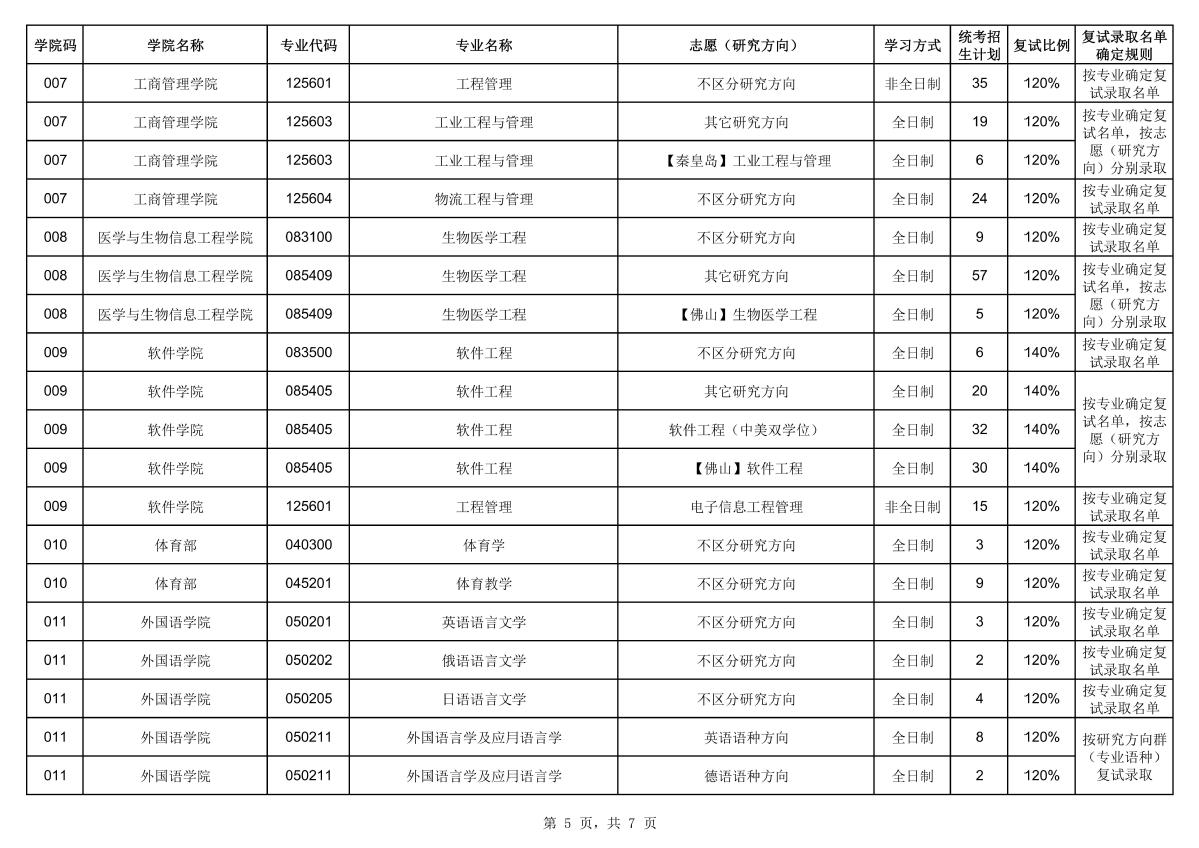 学院码 学院名称 专业代码 专业名称 志愿（研究方向） 学习方式 统考招生计划 复试比例 复试录取名单确定规则
007 工商管理学院 125601 工程管理 不区分研究方向 非全日制 35 120% 按专业确定复试录取名单
007 工商管理学院 125603 工业工程与管理 其它研究方向 全日制 19 120% 按专业确定复试名单，按志愿（研究方向）分别录取
007 工商管理学院 125603 工业工程与管理 【秦皇岛】工业工程与管理 全日制 6 120%
007 工商管理学院 125604 物流工程与管理 不区分研究方向 全日制 24 120% 按专业确定复试录取名单
008 医学与生物信息工程学院 083100 生物医学工程 不区分研究方向 全日制 9 120% 按专业确定复试录取名单
008 医学与生物信息工程学院 085409 生物医学工程 其它研究方向 全日制 57 120% 按专业确定复试名单，按志愿（研究方向）分别录取
008 医学与生物信息工程学院 085409 生物医学工程 【佛山】生物医学工程 全日制 5 120%
009 软件学院 083500 软件工程 不区分研究方向 全日制 6 140% 按专业确定复试录取名单
009 软件学院 085405 软件工程 其它研究方向 全日制 20 140% 按专业确定复试名单，按志愿（研究方向）分别录取
009 软件学院 085405 软件工程 软件工程（中美双学位） 全日制 32 140%
009 软件学院 085405 软件工程 【佛山】软件工程 全日制 30 140%
009 软件学院 125601 工程管理 电子信息工程管理 非全日制 15 120% 按专业确定复试录取名单
010 体育部 040300 体育学 不区分研究方向 全日制 3 120% 按专业确定复试录取名单
010 体育部 045201 体育教学 不区分研究方向 全日制 9 120% 按专业确定复试录取名单
011 外国语学院 050201 英语语言文学 不区分研究方向 全日制 3 120% 按专业确定复试录取名单
011 外国语学院 050202 俄语语言文学 不区分研究方向 全日制 2 120% 按专业确定复试录取名单
011 外国语学院 050205 日语语言文学 不区分研究方向 全日制 4 120% 按专业确定复试录取名单
011 外国语学院 050211 外国语言学及应用语言学 英语语种方向 全日制 8 120% 按研究方向群（专业语种）复试录取
011 外国语学院 050211 外国语言学及应用语言学 德语语种方向 全日制 2 120%
第 5 页，共 7 页